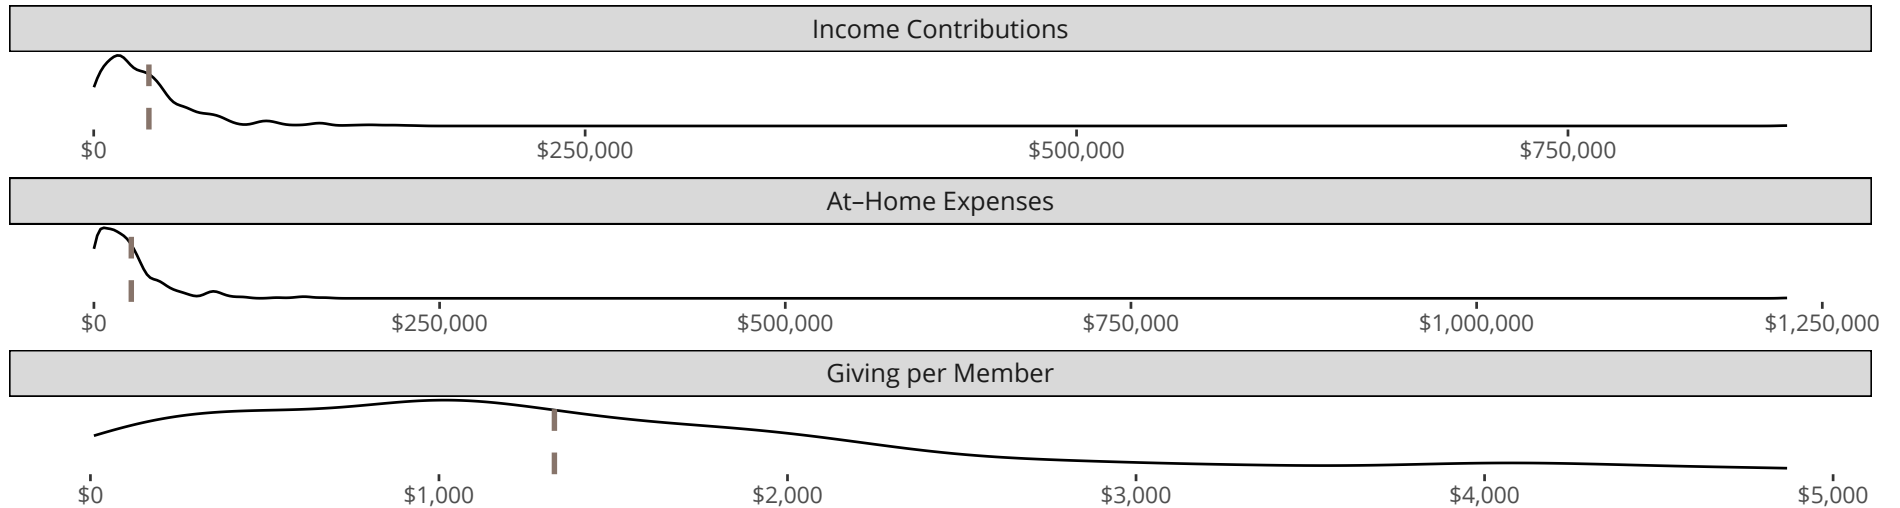 Income Contributions
$0 $250,000 $500,000 $750,000
At–Home Expenses
$0 $250,000 $500,000 $750,000 $1,000,000 $1,250,000
Giving per Member
$0 $1,000 $2,000 $3,000 $4,000 $5,000